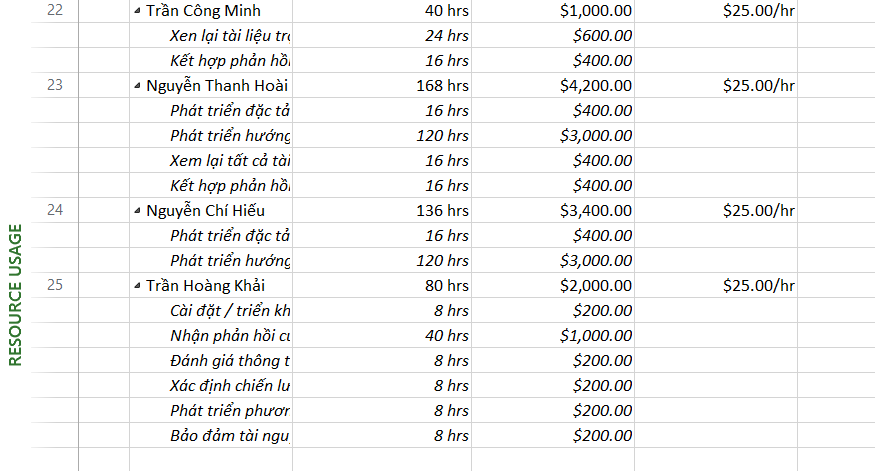 22 Trần Công Minh 40 hrs $1,000.00 $25.00/hr
Xen lại tài liệu trc 24 hrs $600.00
Kết hợp phản hồi 16 hrs $400.00
23 Nguyễn Thanh Hoài 168 hrs $4,200.00 $25.00/hr
Phát triển đặc tả 16 hrs $400.00
Phát triển hướng 120 hrs $3,000.00
Xem lại tất cả tài 16 hrs $400.00
Kết hợp phản hồi 16 hrs $400.00
24 Nguyễn Chí Hiếu 136 hrs $3,400.00 $25.00/hr
Phát triển đặc tả 16 hrs $400.00
Phát triển hướng 120 hrs $3,000.00
25 Trần Hoàng Khải 80 hrs $2,000.00 $25.00/hr
Cài đặt / triển kh 8 hrs $200.00
Nhận phản hồi cu 40 hrs $1,000.00
Đánh giá thông t 8 hrs $200.00
Xác định chiến lu 8 hrs $200.00
Phát triển phươn 8 hrs $200.00
Bảo đảm tài ngu 8 hrs $200.00
RESOURCE USAGE